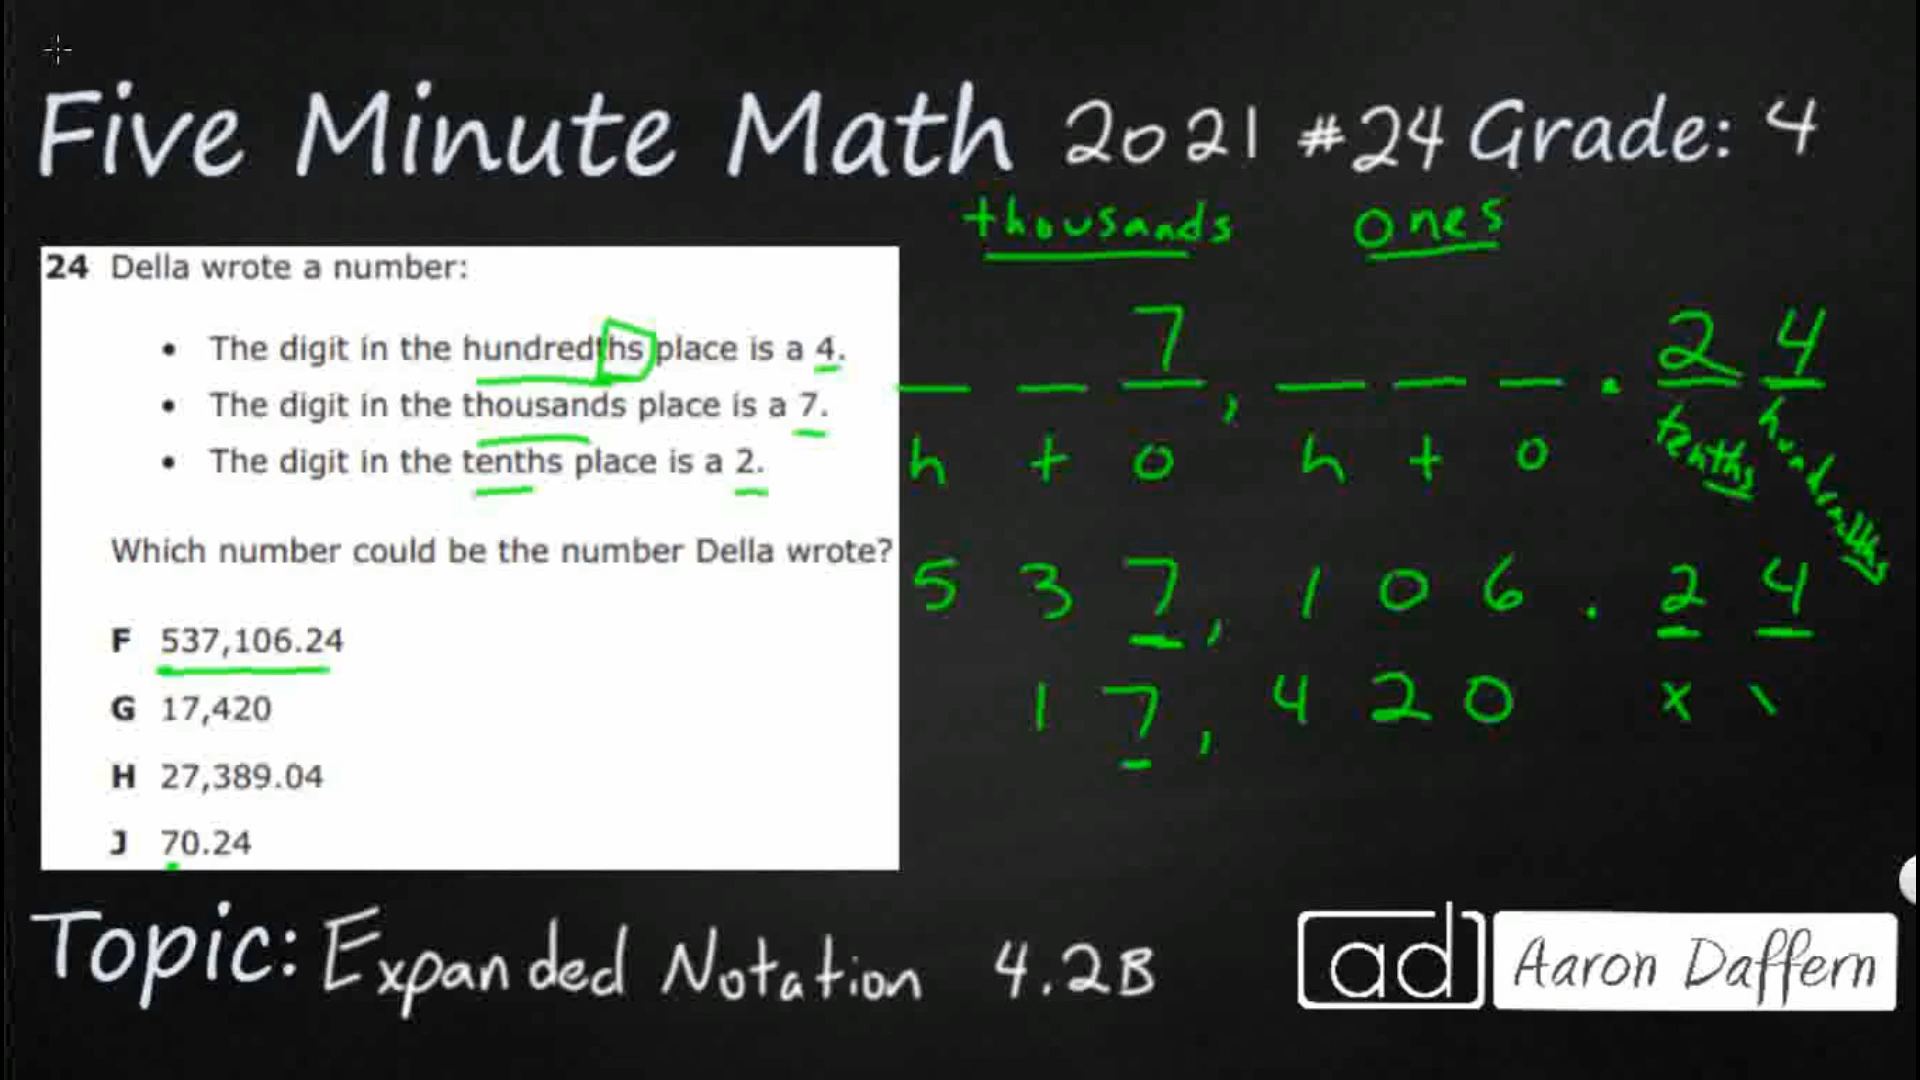 Five Minute Math 2021 #24 Grade: 4
thousands ones
24 Della wrote a number:
• The digit in the hundredths place is a 4.
• The digit in the thousands place is a 7.
• The digit in the tenths place is a 2.
Which number could be the number Della wrote?
F 537,106.24
G 17,420
H 27,389.04
J 70.24
7 , . 2 4
h t o h t o tenths hundredths
5 3 7, 1 0 6 . 2 4
1 7, 4 2 0 x \
Topic: Expanded Notation 4.2B
ad Aaron Daffern